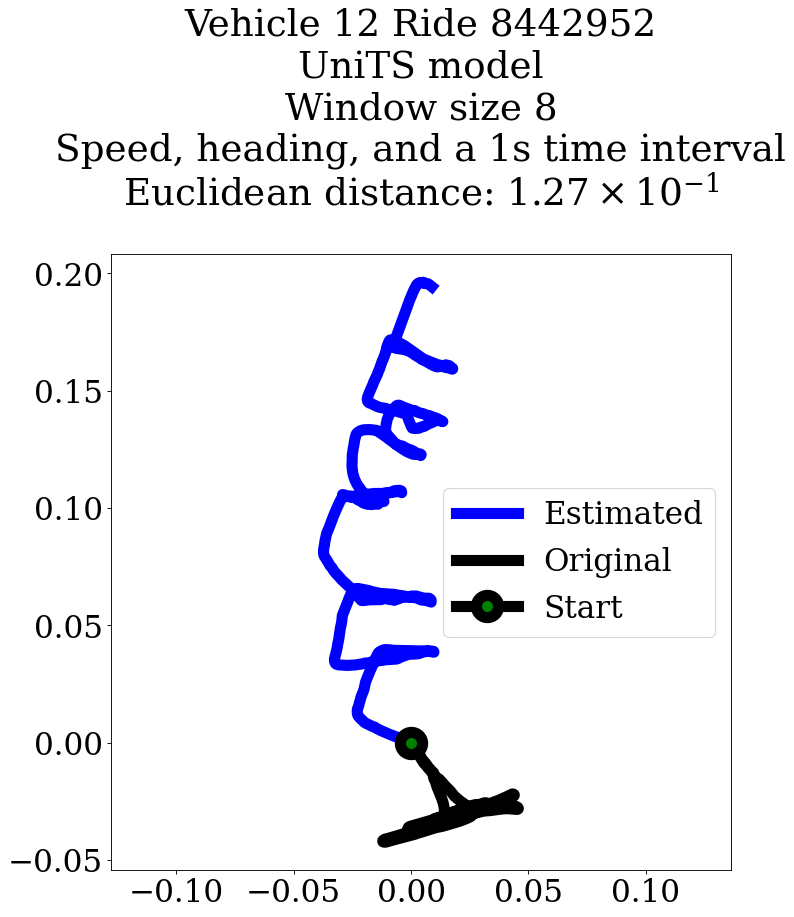 Vehicle 12 Ride 8442952
UniTS model
Window size 8
Speed, heading, and a 1s time interval
Euclidean distance: 1.27 × 10⁻¹
0.20
0.15
0.10
0.05
0.00
−0.05
Estimated
Original
Start
−0.10 −0.05 0.00 0.05 0.10